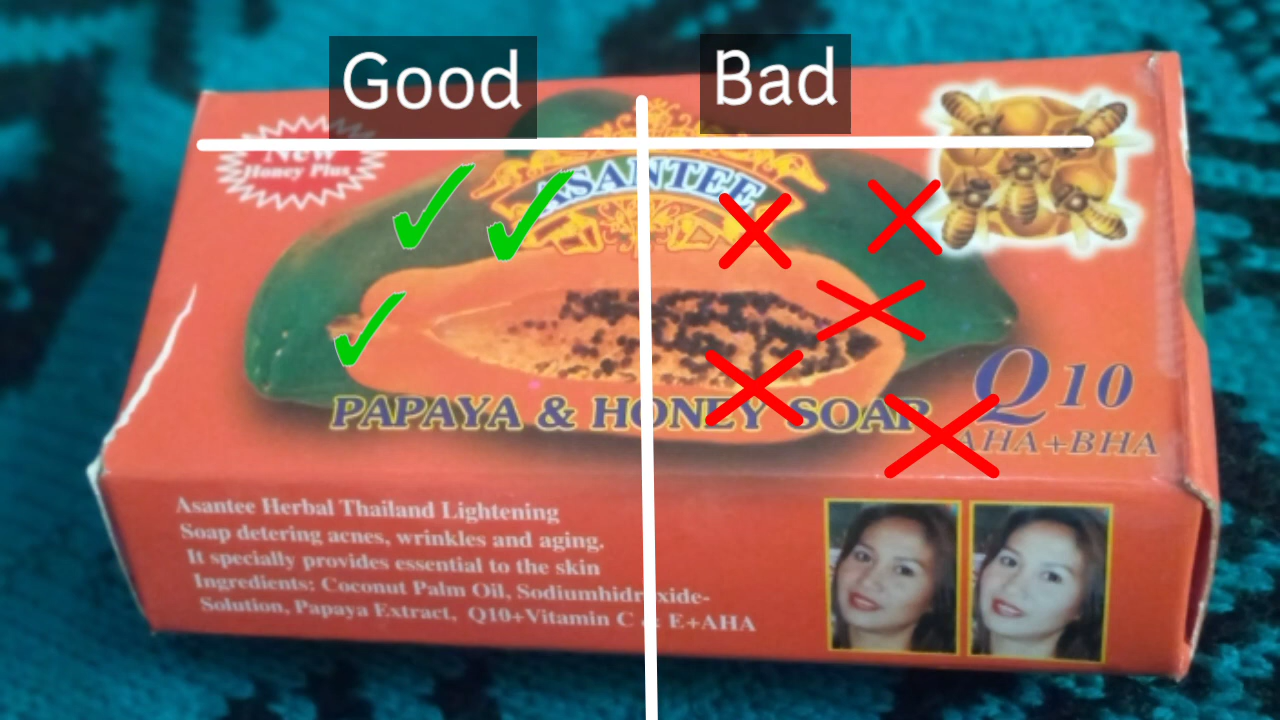 Good
Bad
New
Honey Plus
ASANTEE
PAPAYA & HONEY SOAP
Q10
AHA+BHA
Asantee Herbal Thailand Lightening
Soap detering acnes, wrinkles and aging.
It specially provides essential to the skin
Ingredients: Coconut Palm Oil, Sodiumhidroxide-
Solution, Papaya Extract, Q10+Vitamin C & E+AHA